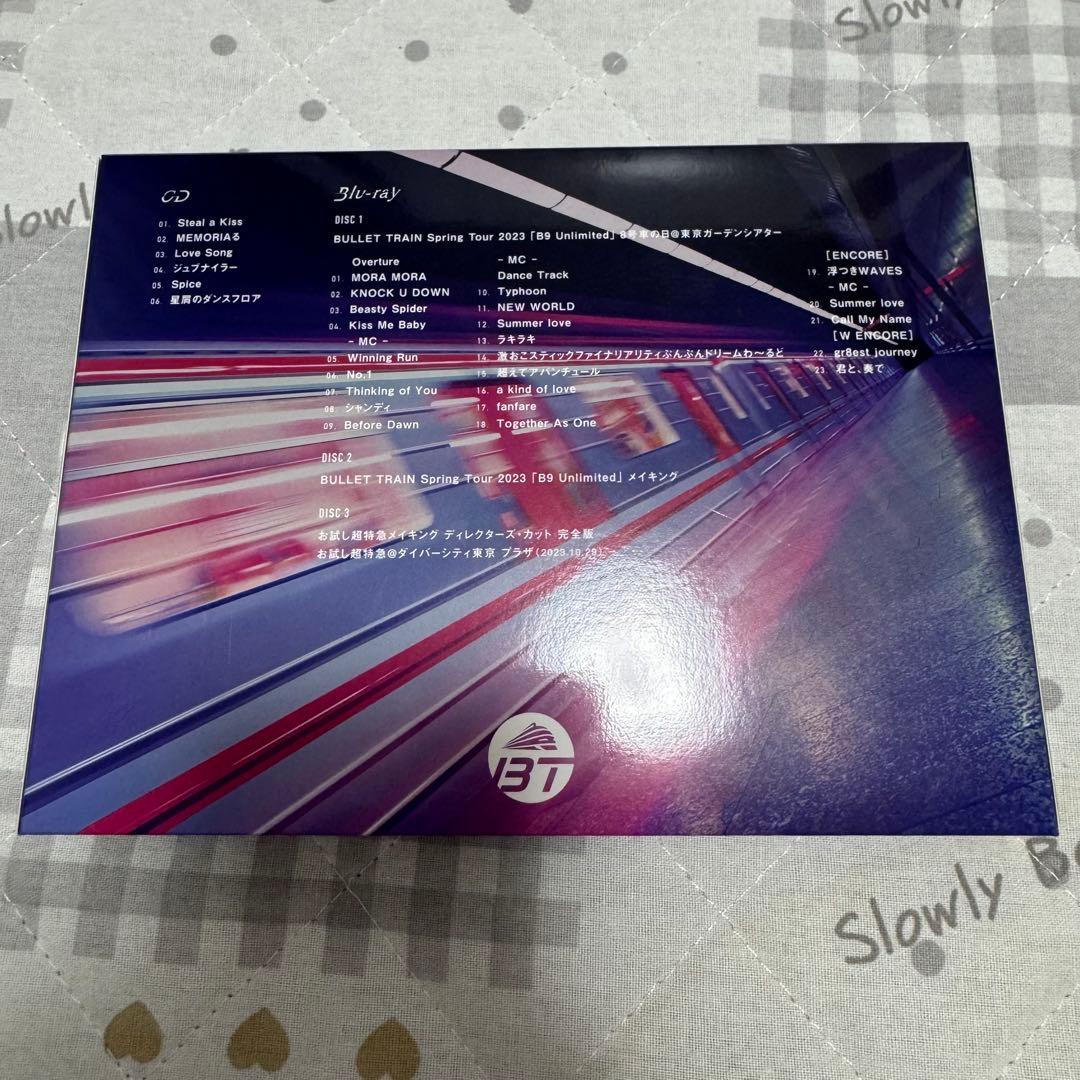 Slowly
Slowly
CD
01. Steal a Kiss
02. MEMORIAる
03. Love Song
04. ジュブナイラー
05. Spice
06. 星屑のダンスフロア
Blu-ray
DISC 1
BULLET TRAIN Spring Tour 2023「B9 Unlimited」8号車の日@東京ガーデンシアター
Overture
01. MORA MORA
02. KNOCK U DOWN
03. Beasty Spider
04. Kiss Me Baby
- MC -
05. Winning Run
06. No.1
07. Thinking of You
08. シャンディ
09. Before Dawn
- MC -
Dance Track
10. Typhoon
11. NEW WORLD
12. Summer love
13. ラキラキ
14. 激おこスティックファイナリアリティぷんぷんドリームわ〜るど
15. 超えてアバンチュール
16. a kind of love
17. fanfare
18. Together As One
[ENCORE]
19. 浮つきWAVES
- MC -
20. Summer love
21. Call My Name
[W ENCORE]
22. gr8est journey
23. 君と、奏で
DISC 2
BULLET TRAIN Spring Tour 2023「B9 Unlimited」メイキング
DISC 3
お試し超特急メイキング ディレクターズ・カット 完全版
お試し超特急@ダイバーシティ東京 プラザ(2023.10.29)
BT
Slowly